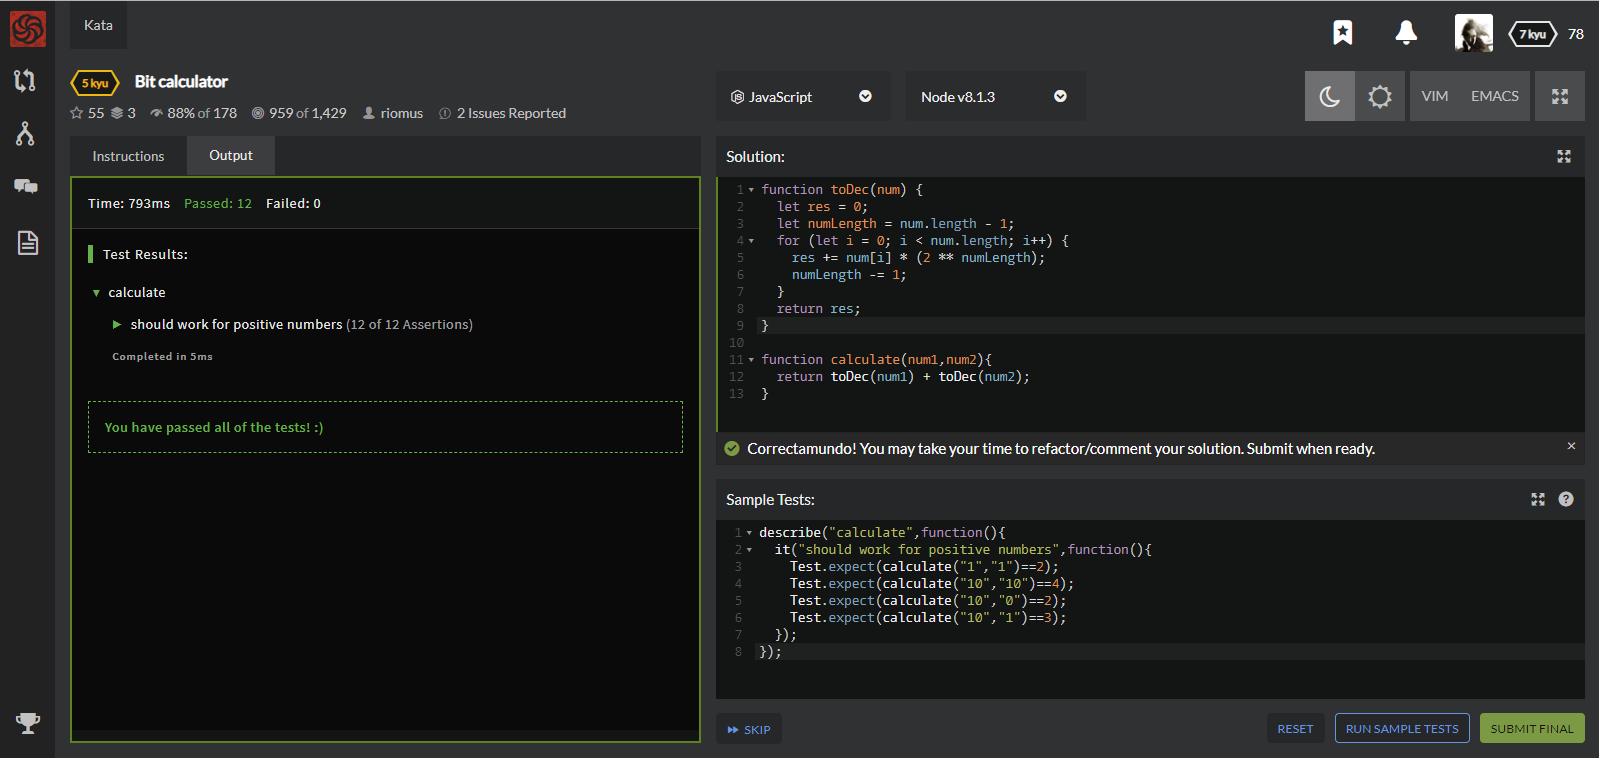 Kata
7 kyu 78
5 kyu Bit calculator
55 3 88% of 178 959 of 1,429 riomus 2 Issues Reported
JavaScript Node v8.1.3 VIM EMACS
Instructions Output
Time: 793ms Passed: 12 Failed: 0
Test Results:
calculate
should work for positive numbers (12 of 12 Assertions)
Completed in 5ms
You have passed all of the tests! :)
Solution:
1 function toDec(num) {
2 let res = 0;
3 let numLength = num.length - 1;
4 for (let i = 0; i < num.length; i++) {
5 res += num[i] * (2 ** numLength);
6 numLength -= 1;
7 }
8 return res;
9 }
10
11 function calculate(num1,num2){
12 return toDec(num1) + toDec(num2);
13 }
Correctamundo! You may take your time to refactor/comment your solution. Submit when ready. ×
Sample Tests: ?
1 describe("calculate",function(){
2 it("should work for positive numbers",function(){
3 Test.expect(calculate("1","1")==2);
4 Test.expect(calculate("10","10")==4);
5 Test.expect(calculate("10","0")==2);
6 Test.expect(calculate("10","1")==3);
7 });
8 });
SKIP RESET RUN SAMPLE TESTS SUBMIT FINAL